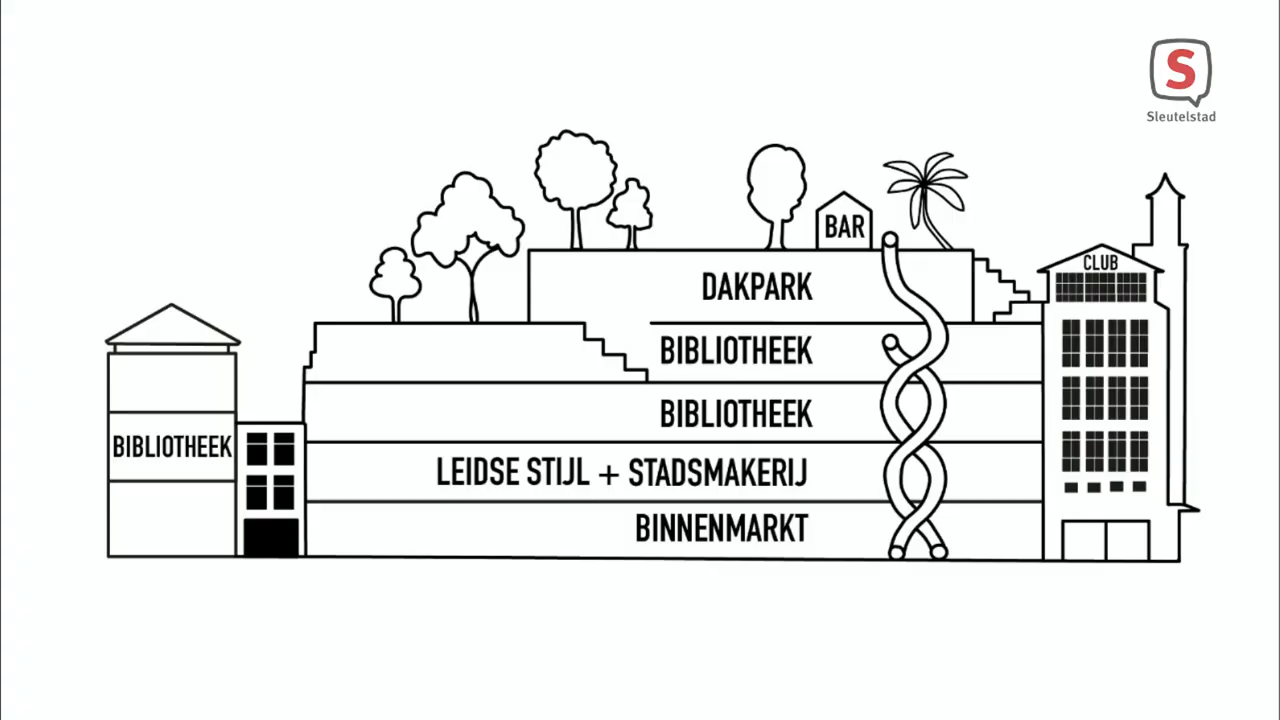 S
Sleutelstad
BAR
CLUB
DAKPARK
BIBLIOTHEEK
BIBLIOTHEEK
BIBLIOTHEEK
LEIDSE STIJL + STADSMAKERIJ
BINNENMARKT